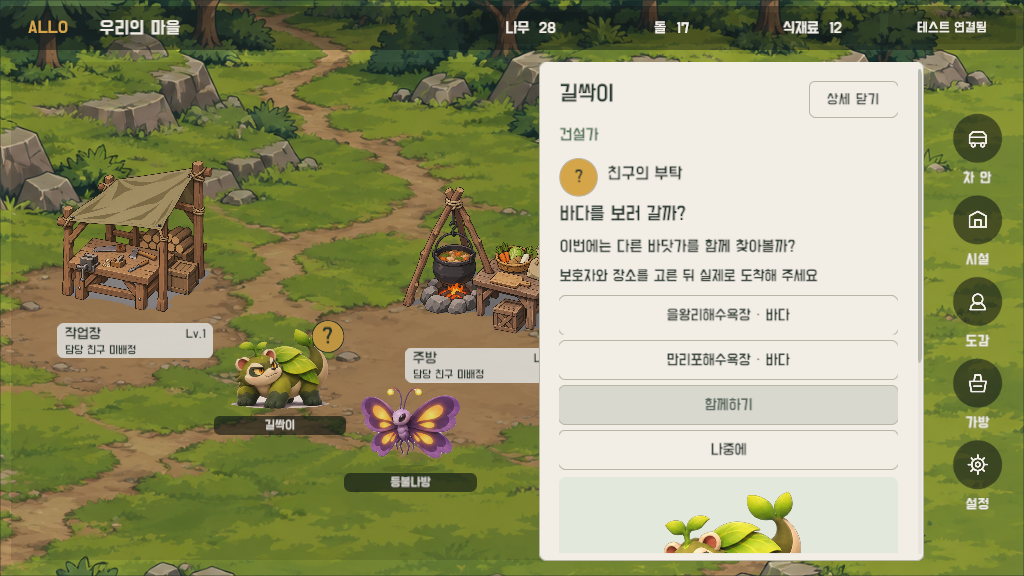 ALLO 우리의 마을 나무 28 돌 17 식재료 12 테스트 연결됨
길싹이
상세 닫기
건설가
? 친구의 부탁
바다를 보러 갈까?
이번에는 다른 바닷가를 함께 찾아볼까?
보호자와 장소를 고른 뒤 실제로 도착해 주세요
을왕리해수욕장 · 바다
만리포해수욕장 · 바다
함께하기
나중에
작업장 Lv.1
담당 친구 미배정
?
길싹이
주방
담당 친구 미배정
등불나방
차 안
시설
도감
가방
설정